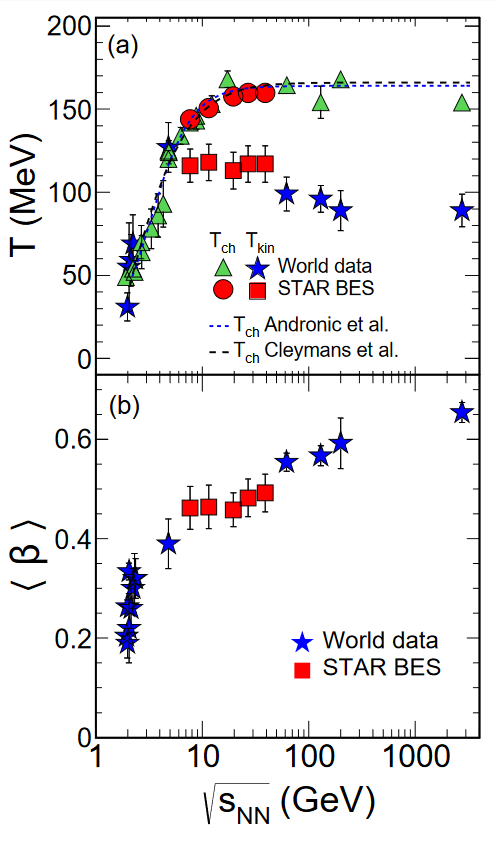 (a)
200
150
100
50
0
T (MeV)
T_ch T_kin
World data
STAR BES
T_ch Andronic et al.
T_ch Cleymans et al.
(b)
0.6
0.4
0.2
0
⟨ β ⟩
World data
STAR BES
1 10 100 1000
√s_NN (GeV)